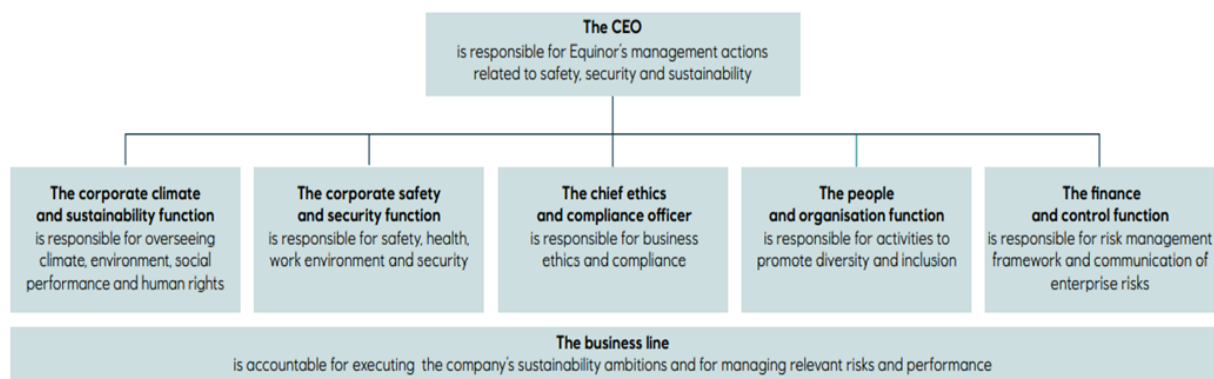 The CEO
is responsible for Equinor's management actions
related to safety, security and sustainability
The corporate climate
and sustainability function
is responsible for overseeing
climate, environment, social
performance and human rights
The corporate safety
and security function
is responsible for safety, health,
work environment and security
The chief ethics
and compliance officer
is responsible for business
ethics and compliance
The people
and organisation function
is responsible for activities to
promote diversity and inclusion
The finance
and control function
is responsible for risk management
framework and communication of
enterprise risks
The business line
is accountable for executing the company's sustainability ambitions and for managing relevant risks and performance